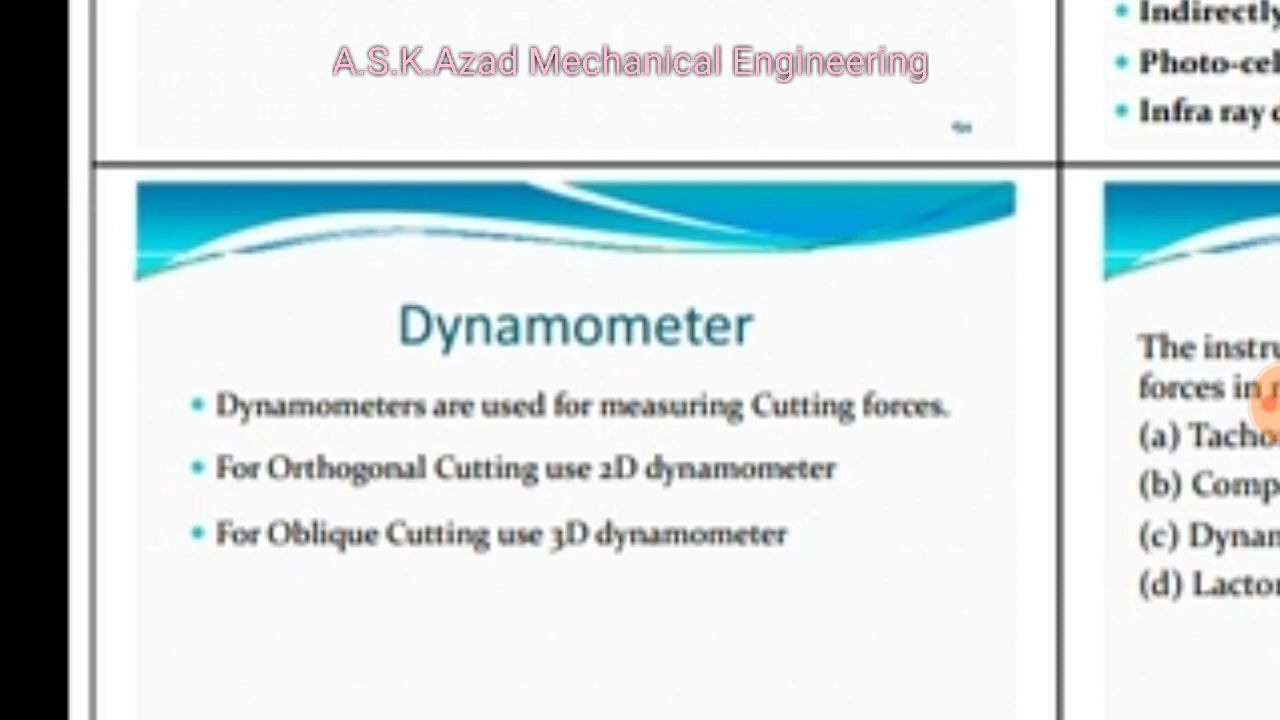 A.S.K.Azad Mechanical Engineering
Dynamometer
• Dynamometers are used for measuring Cutting forces.
• For Orthogonal Cutting use 2D dynamometer
• For Oblique Cutting use 3D dynamometer
• Indirectly
• Photo-cel
• Infra ray
The instru
forces in
(a) Tacho
(b) Comp
(c) Dynan
(d) Lacto